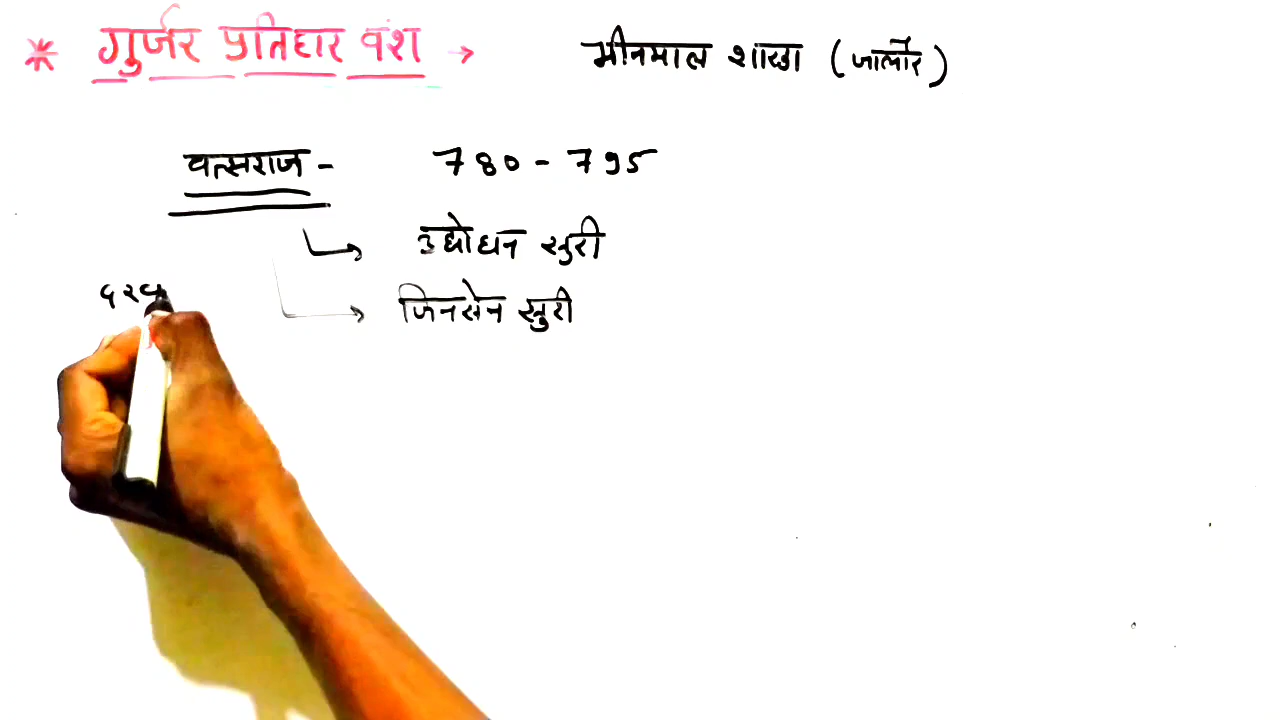 * गुर्जर प्रतिहार वंश → भीनमाल शाखा (जालौर)
वत्सराज - 780 - 795
उद्योधन सुरी
जिनसेन सुरी